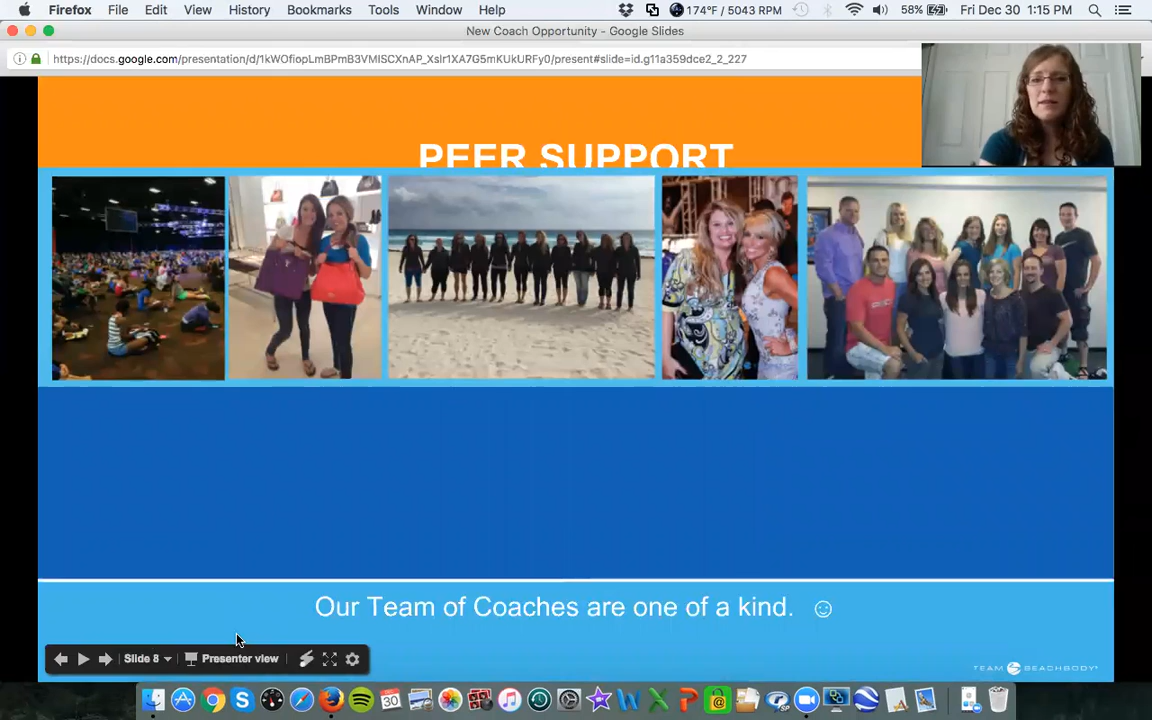 Firefox File Edit View History Bookmarks Tools Window Help 174°F / 5043 RPM 58% Fri Dec 30 1:15 PM
New Coach Opportunity - Google Slides
https://docs.google.com/presentation/d/1kWOfiopLmBPmB3VMISCXnAP_Xslr1XA7G5mKUkURFy0/present#slide=id.g11a359dce2_2_227
PEER SUPPORT
Our Team of Coaches are one of a kind. ☺
Slide 8 Presenter view
TEAM BEACHBODY
30